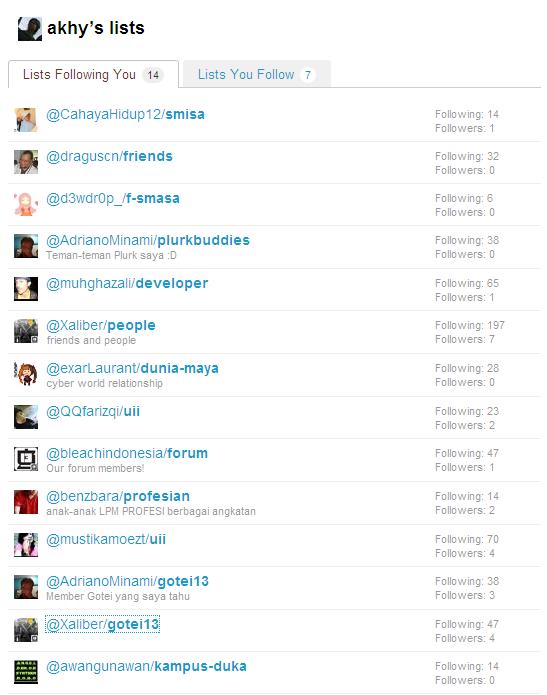 akhy's lists
Lists Following You 14 Lists You Follow 7
@CahayaHidup12/smisa Following: 14
Followers: 1
@draguscn/friends Following: 32
Followers: 0
@d3wdr0p_/f-smasa Following: 6
Followers: 0
@AdrianoMinami/plurkbuddies Following: 38
Teman-teman Plurk saya :D Followers: 0
@muhghazali/developer Following: 65
Followers: 1
@Xaliber/people Following: 197
friends and people Followers: 7
@exarLaurant/dunia-maya Following: 28
cyber world relationship Followers: 0
@QQfarizqi/uii Following: 23
Followers: 2
@bleachindonesia/forum Following: 47
Our forum members! Followers: 1
@benzbara/profesian Following: 14
anak-anak LPM PROFESI berbagai angkatan Followers: 2
@mustikamoezt/uii Following: 70
Followers: 4
@AdrianoMinami/gotei13 Following: 38
Member Gotei yang saya tahu Followers: 3
@Xaliber/gotei13 Following: 47
Followers: 4
@awangunawan/kampus-duka Following: 14
Followers: 0